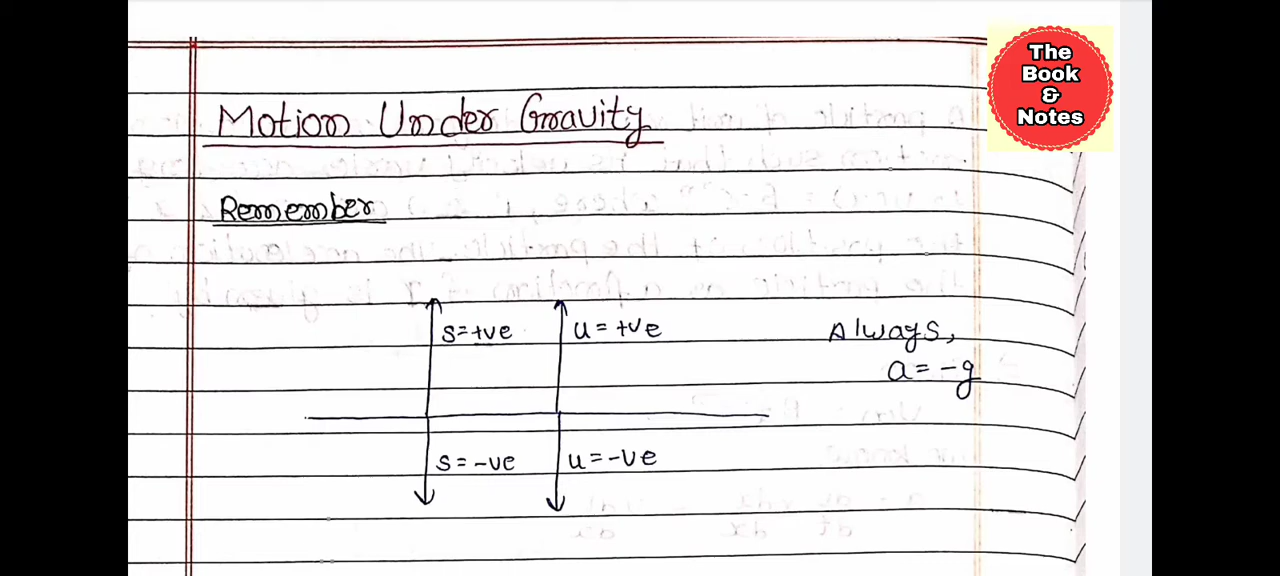 The
Book
&
Notes
Motion Under Gravity
Remember
s=+ve
u = +ve
Always,
a = -g
s = -ve
u = -ve